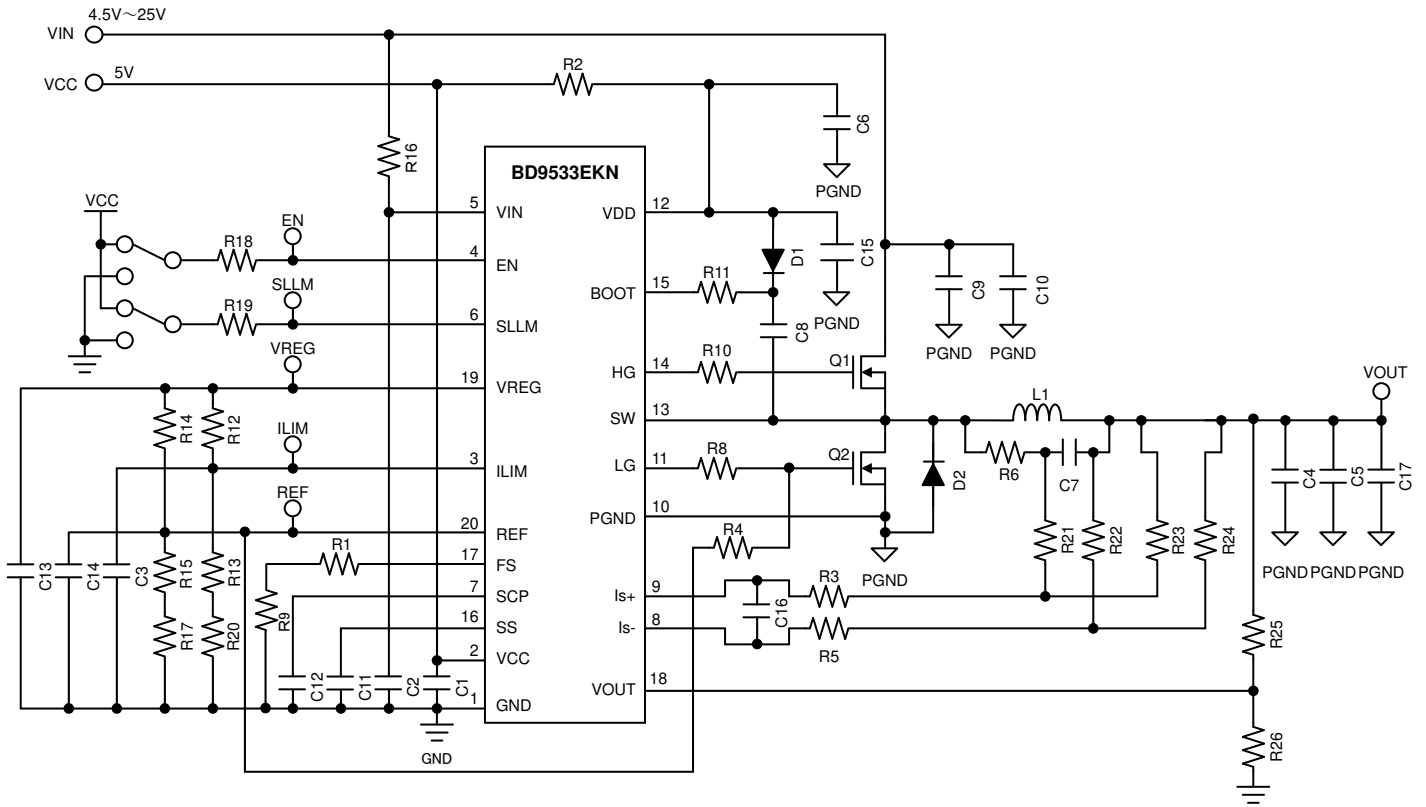 4.5V～25V
VIN
VCC
5V
R2
C6
PGND
R16
BD9533EKN
VCC
EN
R18
SLLM
R19
VREG
ILIM
REF
R14
R12
R15
R13
R17
R20
C13
C14
C3
R1
R9
C12
C11
C2
C1
GND
5 VIN
4 EN
6 SLLM
19 VREG
3 ILIM
20 REF
17 FS
7 SCP
16 SS
2 VCC
1 GND
VDD 12
BOOT 15
HG 14
SW 13
LG 11
PGND 10
Is+ 9
Is- 8
VOUT 18
D1
C15
PGND
R11
C8
R10
Q1
C9
C10
PGND
PGND
R8
Q2
D2
R4
PGND
L1
R6
C7
R21
R22
R23
R24
C16
R3
R5
VOUT
C4
C5
C17
PGND PGND PGND
R25
R26